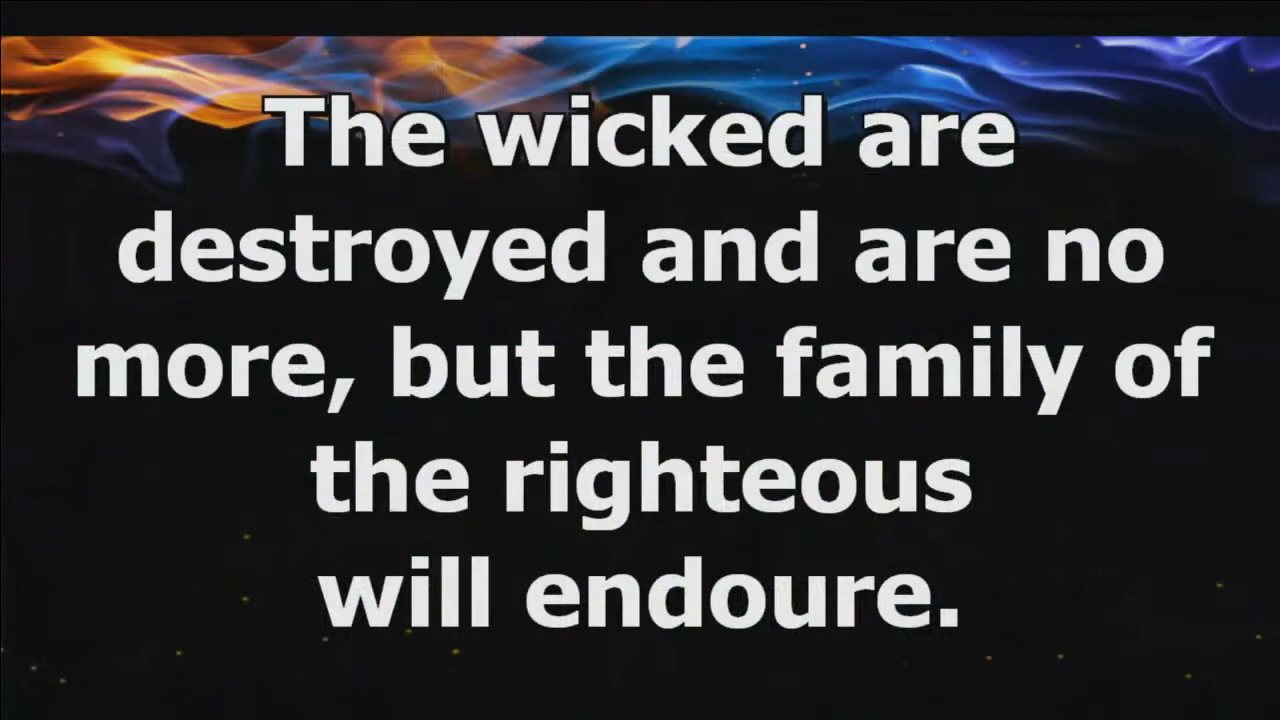 The wicked are
destroyed and are no
more, but the family of
the righteous
will endoure.